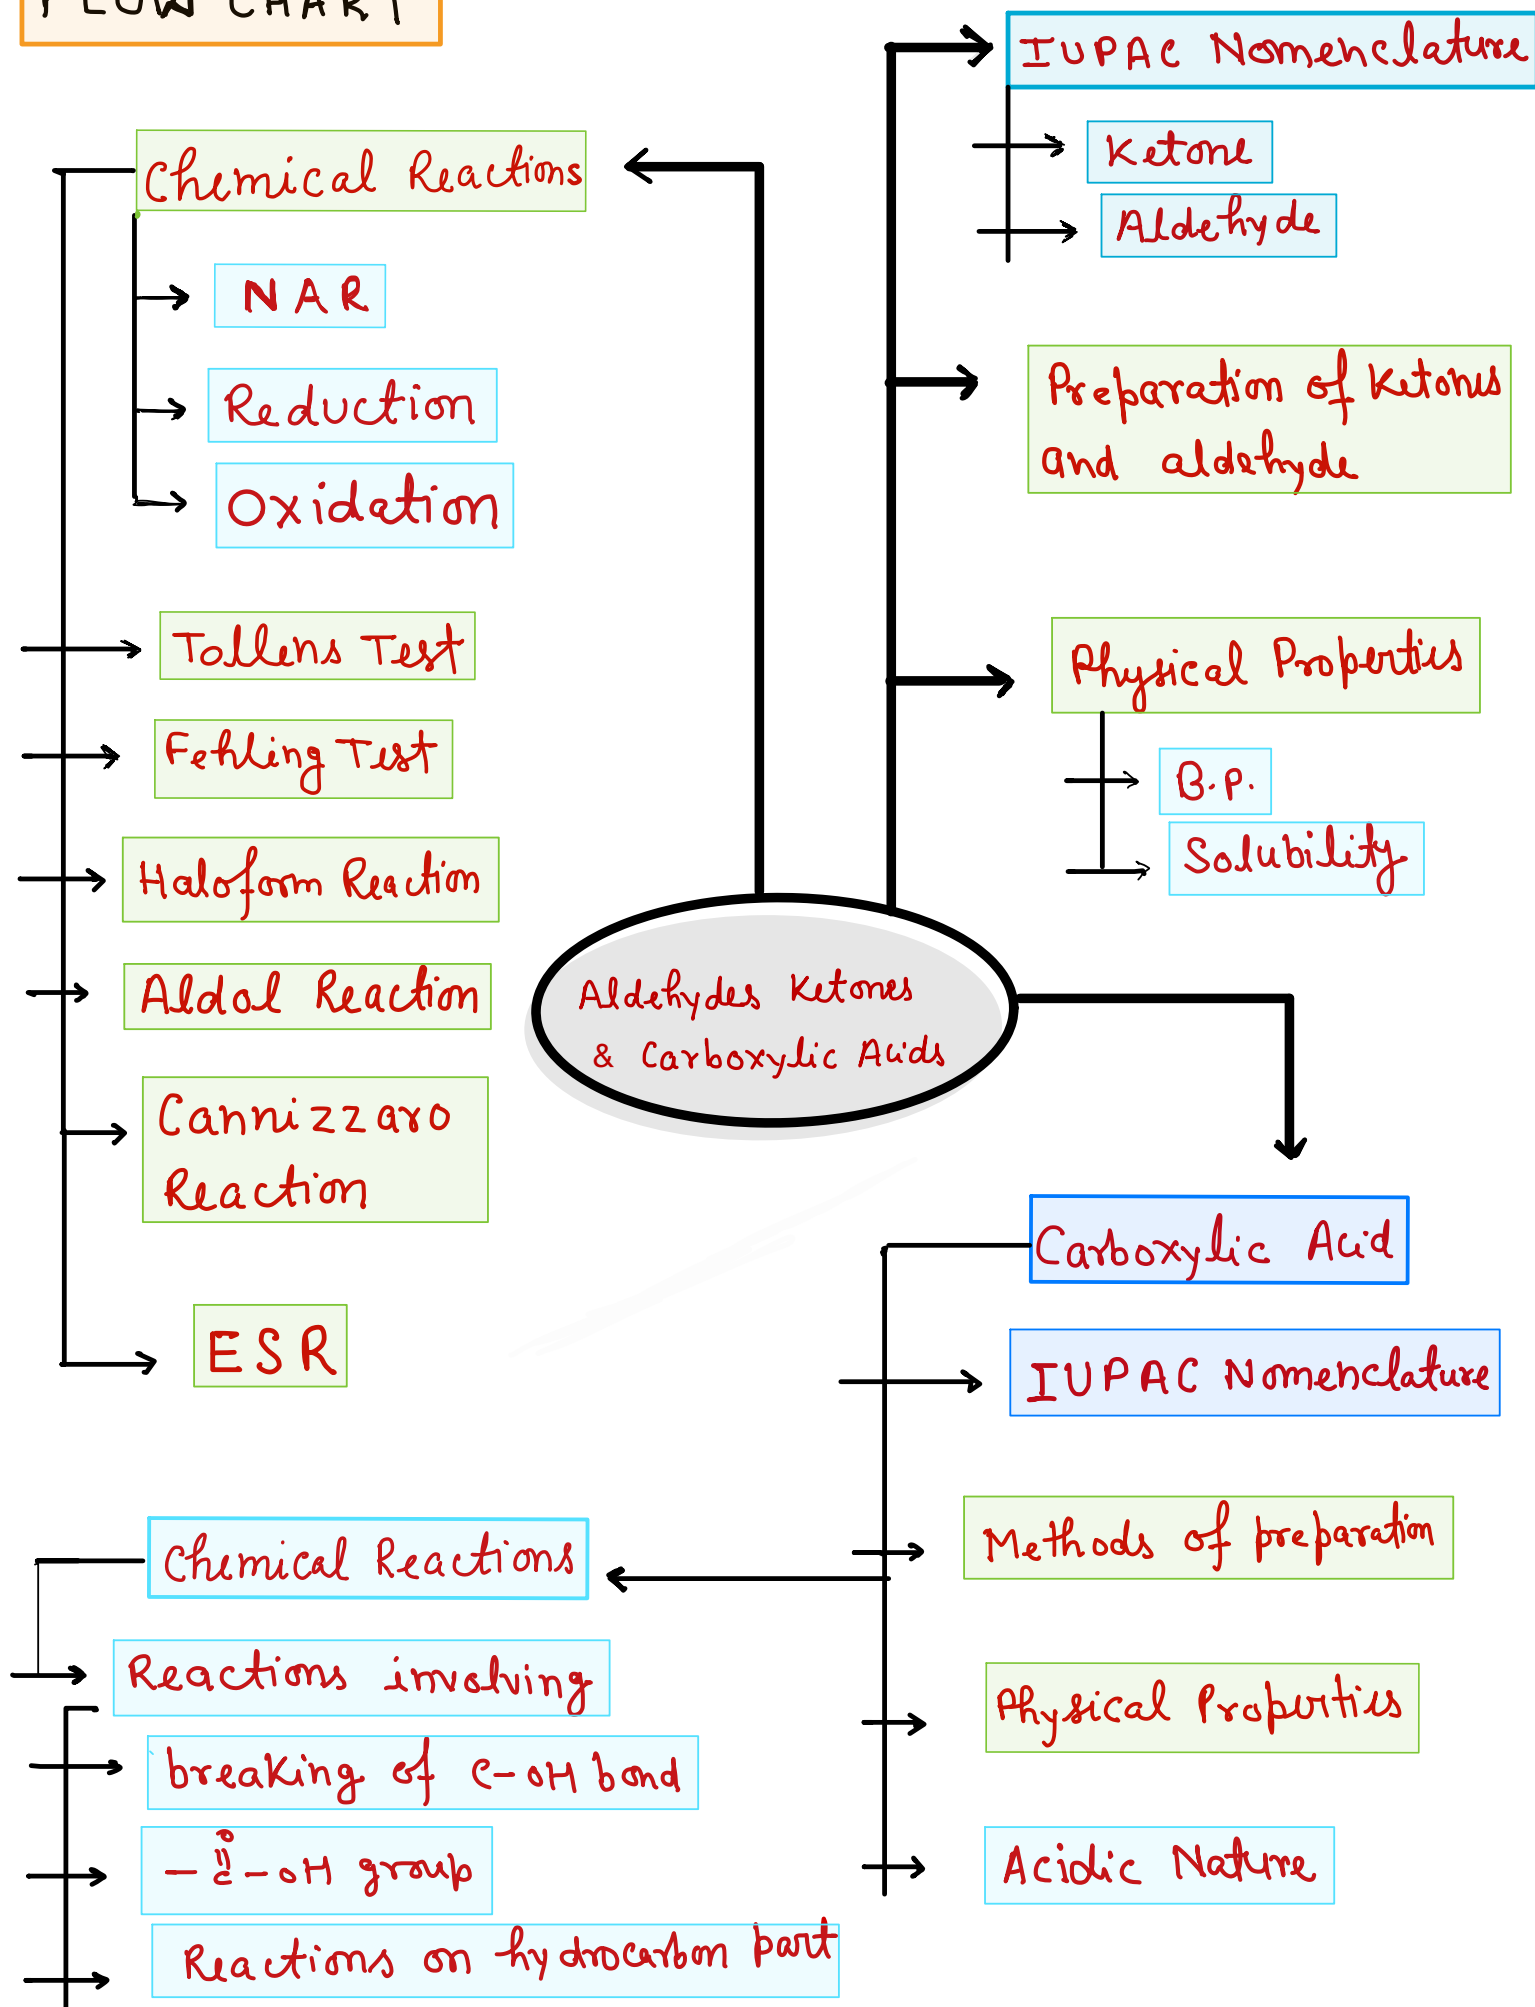 FLOW CHART
IUPAC Nomenclature
Ketone
Aldehyde
Preparation of Ketones
and aldehyde
Physical Properties
B.p.
Solubility
Chemical Reactions
NAR
Reduction
Oxidation
Tollens Test
Fehling Test
Haloform Reaction
Aldol Reaction
Cannizzaro
Reaction
ESR
Aldehydes Ketones
& Carboxylic Acids
Carboxylic Acid
IUPAC Nomenclature
Methods of preparation
Physical Properties
Acidic Nature
Chemical Reactions
Reactions involving
breaking of C-OH bond
-C(=O)-OH group
Reactions on hydrocarbon part